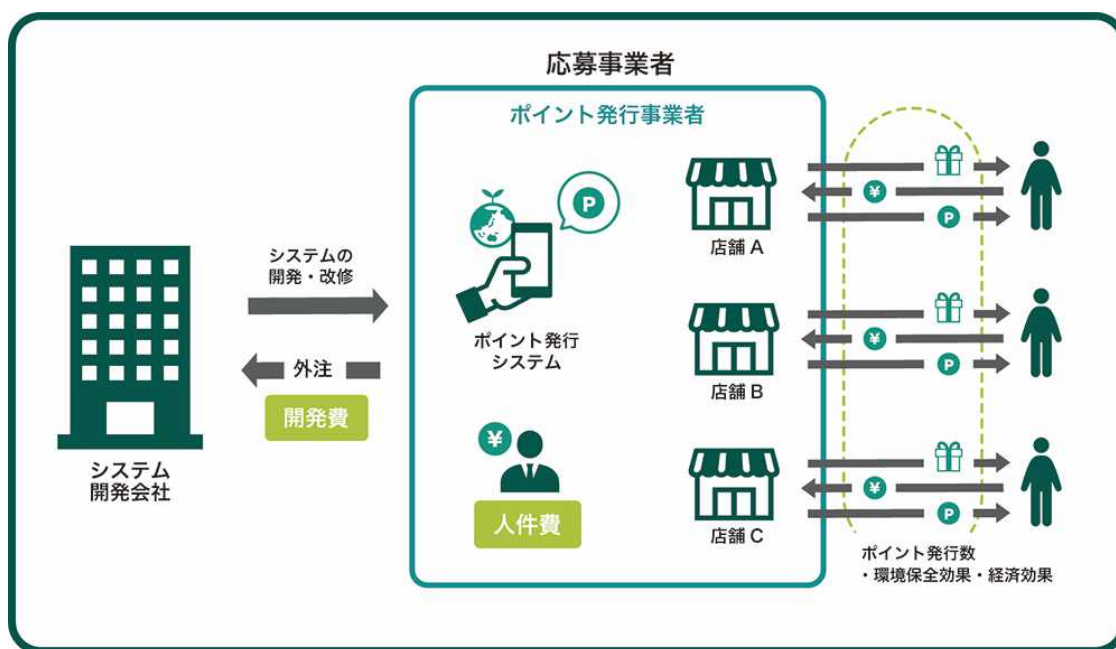 応募事業者
ポイント発行事業者
システムの
開発・改修
外注
開発費
システム
開発会社
P
ポイント発行
システム
¥
人件費
店舗 A
¥
P
店舗 B
¥
P
店舗 C
¥
P
ポイント発行数
・環境保全効果・経済効果